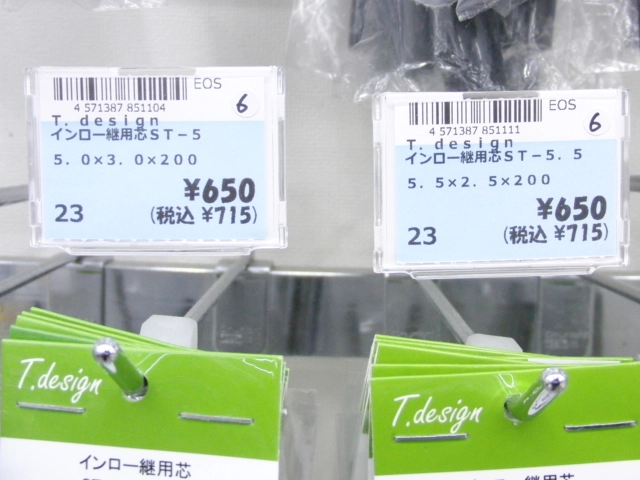 EOS
4 571387 851104
6
T. design
インロー継用芯ST-5
5. 0×3. 0×200
¥650
23
(税込 ¥715)
EOS
4 571387 851111
6
T. design
インロー継用芯ST-5. 5
5. 5×2. 5×200
¥650
23
(税込 ¥715)
T.design
インロー継用芯
T.design